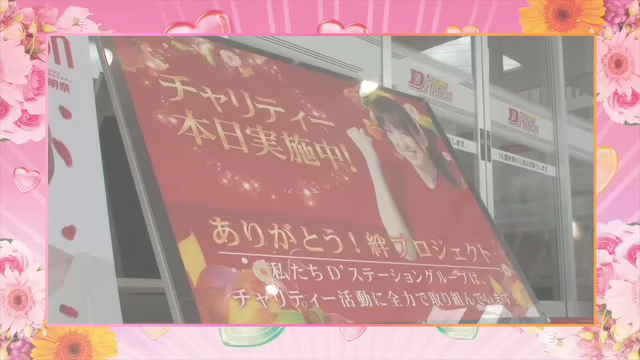 チャリティー
本日実施中!
ありがとう！絆プロジェクト
私たちD'ステーショングループは、
チャリティー活動に全力で取り組んでいます
明奈